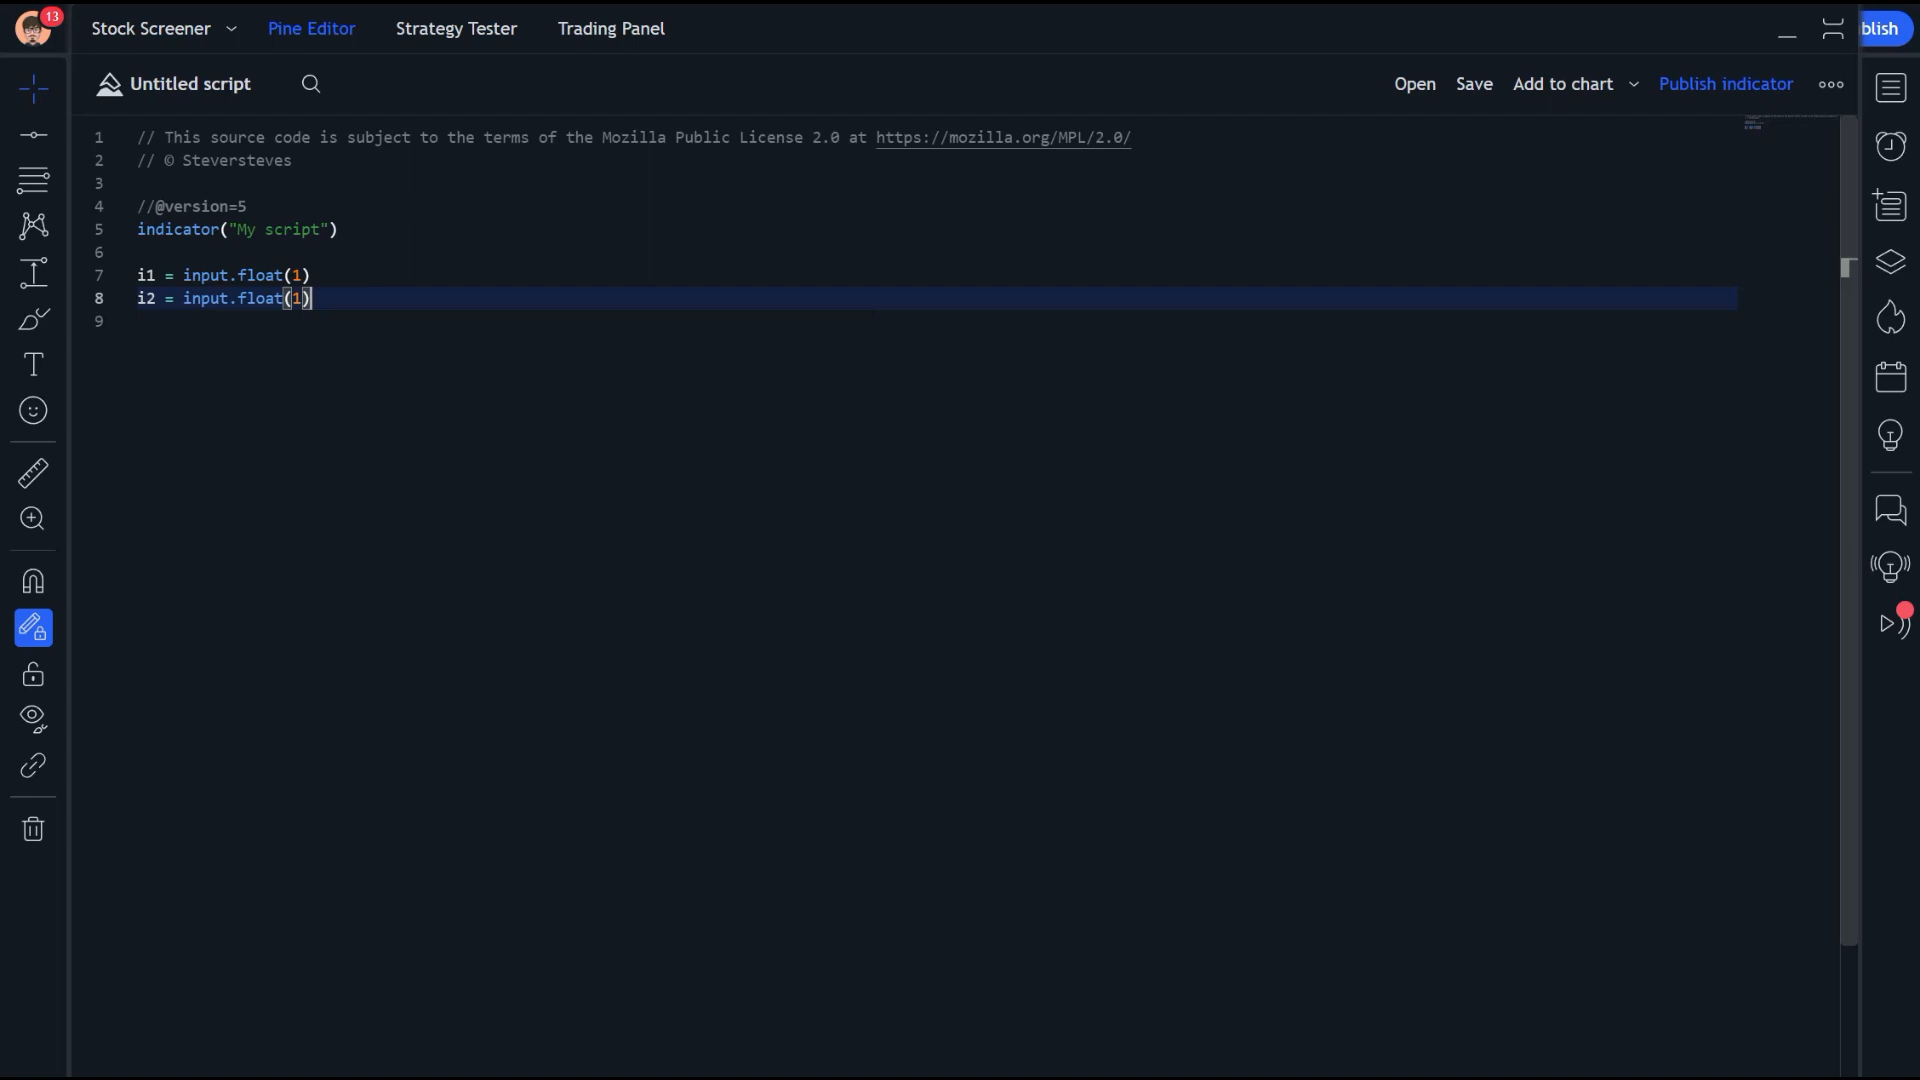 13
Stock Screener Pine Editor Strategy Tester Trading Panel blish
Untitled script Open Save Add to chart Publish indicator
1 // This source code is subject to the terms of the Mozilla Public License 2.0 at https://mozilla.org/MPL/2.0/
2 // © Steversteves
3
4 //@version=5
5 indicator("My script")
6
7 i1 = input.float(1)
8 i2 = input.float(1)
9